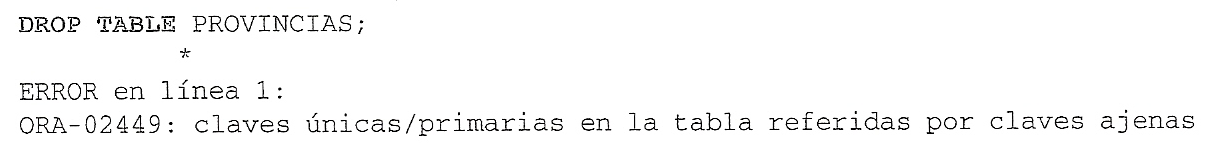 DROP TABLE PROVINCIAS;
*
ERROR en línea 1:
ORA-02449: claves únicas/primarias en la tabla referidas por claves ajenas